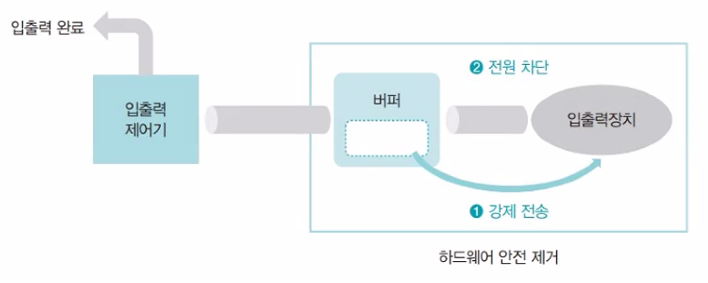 입출력 완료
입출력
제어기
버퍼
❷ 전원 차단
입출력장치
❶ 강제 전송
하드웨어 안전 제거